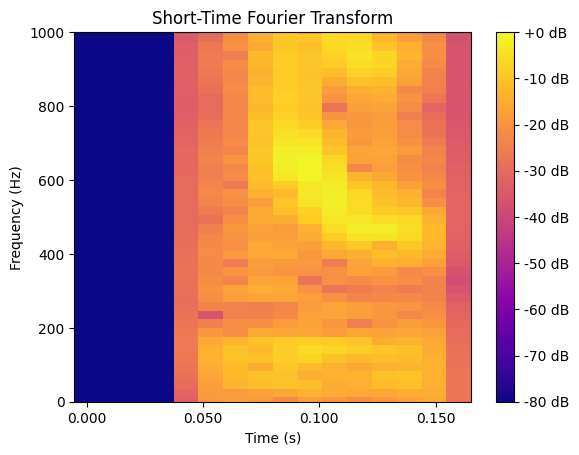 Short-Time Fourier Transform
Frequency (Hz)
1000
800
600
400
200
0
0.000
0.050
0.100
0.150
Time (s)
+0 dB
-10 dB
-20 dB
-30 dB
-40 dB
-50 dB
-60 dB
-70 dB
-80 dB